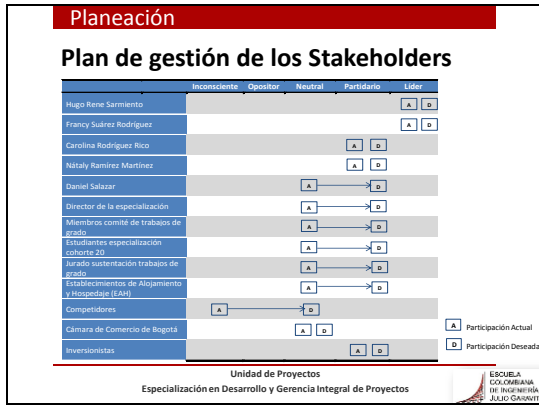 Planeación
Plan de gestión de los Stakeholders
Inconsciente Opositor Neutral Partidario Líder
Hugo Rene Sarmiento A D
Francy Suárez Rodríguez A D
Carolina Rodríguez Rico A D
Nátaly Ramírez Martínez A D
Daniel Salazar A D
Director de la especialización A D
Miembros comité de trabajos de
grado A D
Estudiantes especialización
cohorte 20 A D
Jurado sustentación trabajos de
grado A D
Establecimientos de Alojamiento
y Hospedaje (EAH) A D
Competidores A D
Cámara de Comercio de Bogotá A D
Inversionistas A D
A Participación Actual
D Participación Deseada
Unidad de Proyectos
Especialización en Desarrollo y Gerencia Integral de Proyectos
ESCUELA
COLOMBIANA
DE INGENIERÍA
JULIO GARAVIT